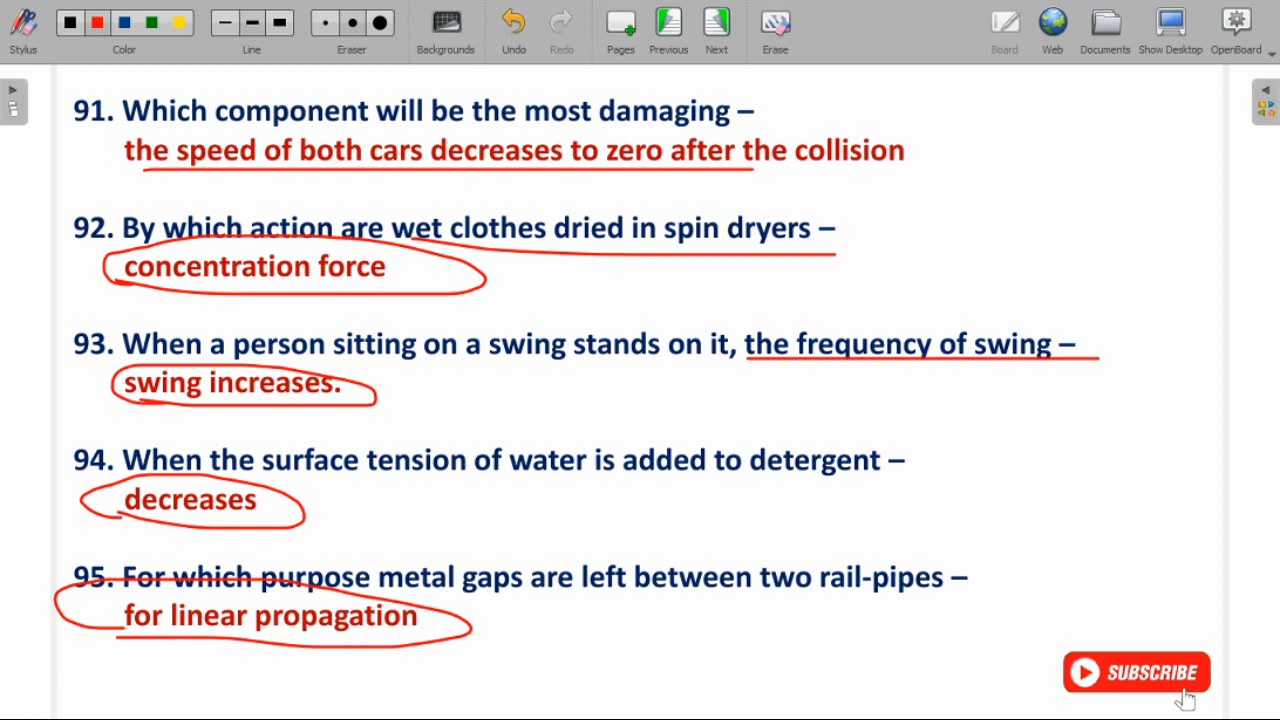 Stylus
Color
Line
Eraser
Backgrounds
Undo
Redo
Pages
Previous
Next
Erase
Board
Web
Documents
Show Desktop
OpenBoard
91. Which component will be the most damaging –
the speed of both cars decreases to zero after the collision
92. By which action are wet clothes dried in spin dryers –
concentration force
93. When a person sitting on a swing stands on it, the frequency of swing –
swing increases.
94. When the surface tension of water is added to detergent –
decreases
95. For which purpose metal gaps are left between two rail-pipes –
for linear propagation
SUBSCRIBE